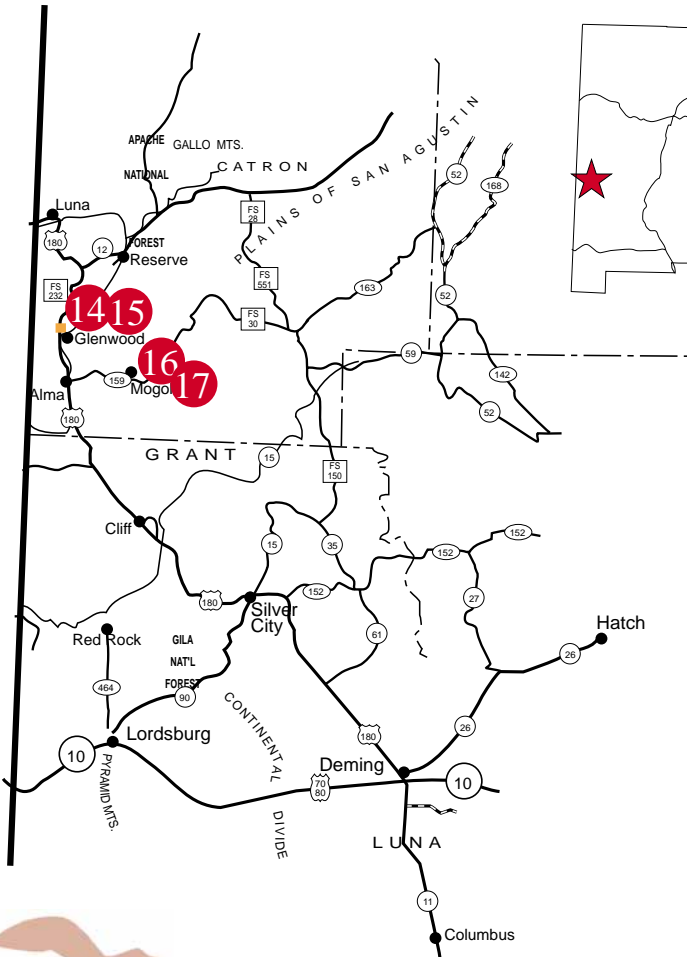 APACHE
GALLO MTS.
NATIONAL
CATRON
PLAINS OF SAN AGUSTIN
52
168
Luna
FS
28
180
12
FOREST
Reserve
FS
232
FS
551
163
52
14
15
FS
30
Glenwood
16
59
159
Mogol
17
142
Alma
180
52
GRANT
15
FS
150
Cliff
15
35
152
152
180
152
27
Silver
City
61
Hatch
Red Rock
GILA
NAT'L
FOREST
26
464
90
CONTINENTAL
DIVIDE
26
Lordsburg
180
10
PYRAMID MTS.
Deming
70
80
10
LUNA
11
Columbus